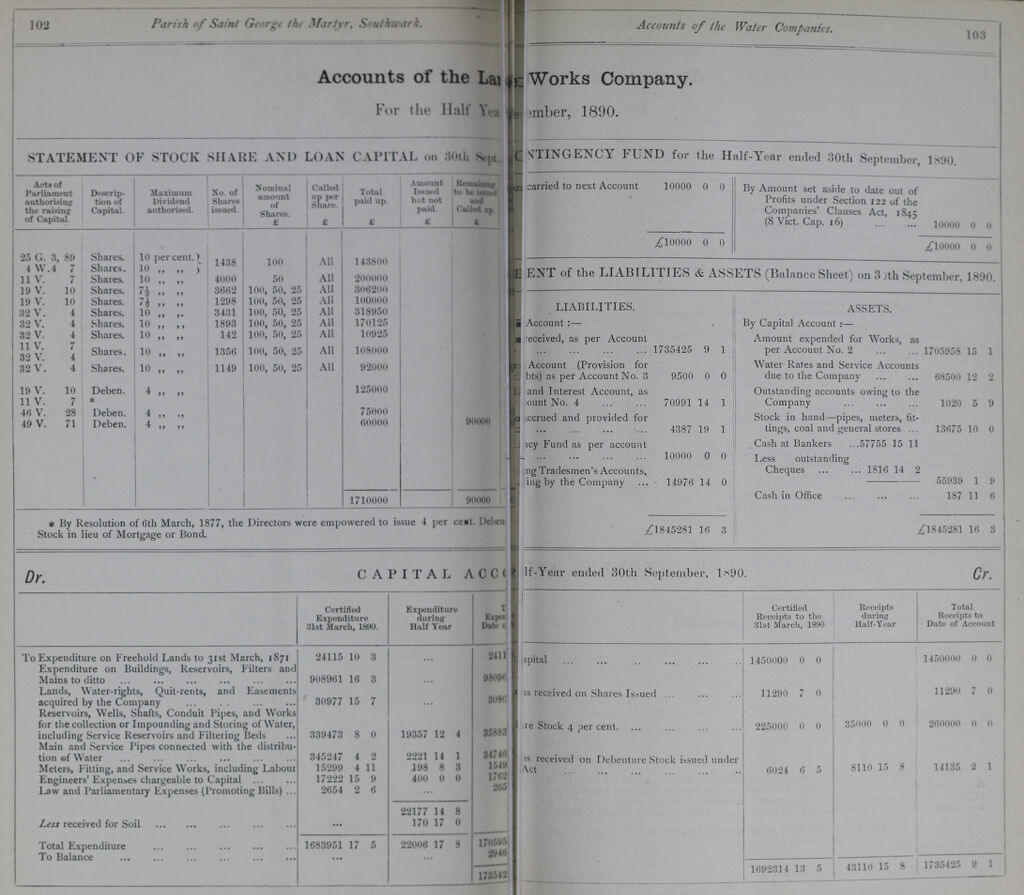 102
Parish of Saint George the Martyr, Southwark.
Accounts of the La
For the Half Yea
STATEMENT OF STOCK SHARE AND LOAN CAPITAL on 30th Sept.
Acts of Parliament authorising the raising of Capital. | Descrip- tion of Capital. | Maximum Dividend authorised. | No. of Shares issued. | Nominal amount of Shares. £ | Called up per Share. | Total paid up. £ | Amount Issued but not paid. £ | Remaining to be issued and Called up. £
25 G. 3, 89 Shares. 10 per cent. }
4 W.4 7 Shares. 10 ,, ,, } 1438 100 All 143800
11 V. 7 Shares. 10 ,, ,, 4000 50 All 200000
19 V. 10 Shares. 7½ ,, ,, 3662 100, 50, 25 All 306200
19 V. 10 Shares. 7½ ,, ,, 1298 100, 50, 25 All 100000
32 V. 4 Shares. 10 ,, ,, 3431 100, 50, 25 All 318950
32 V. 4 Shares. 10 ,, ,, 1893 100, 50, 25 All 170125
32 V. 4 Shares. 10 ,, ,, 142 100, 50, 25 All 10925
11 V. 7
32 V. 4 Shares. 10 ,, ,, 1356 100, 50, 25 All 108000
32 V. 4 Shares. 10 ,, ,, 1149 100, 50, 25 All 92000
19 V. 10 Deben. 4 ,, ,, 125000
11 V. 7 *
46 V. 28 Deben. 4 ,, ,, 75000
49 V. 71 Deben. 4 ,, ,, 60000 90000
1710000 90000
* By Resolution of 6th March, 1877, the Directors were empowered to issue 4 per cent. Deben
Stock in lieu of Mortgage or Bond.
Dr. CAPITAL ACC
Certified Expenditure 31st March, 1890. | Expenditure during Half Year
To Expenditure on Freehold Lands to 31st March, 1871 24115 10 3 ... 2411
Expenditure on Buildings, Reservoirs, Filters and
Mains to ditto ... ... ... ... ... 908961 16 3 ... 98096
Lands, Water-rights, Quit-rents, and Easements
acquired by the Company ... ... ... 30977 15 7 ... 3080
Reservoirs, Wells, Shafts, Conduit Pipes, and Works
for the collection or Impounding and Storing of Water,
including Service Reservoirs and Filtering Beds ... 339473 8 0 19357 12 4 35883
Main and Service Pipes connected with the distribu-
tion of Water ... ... ... ... ... 345247 4 2 2221 14 1 34746
Meters, Fitting, and Service Works, including Labour 15299 4 11 198 8 3 1549
Engineers' Expenses chargeable to Capital ... ... 17222 15 9 400 0 0 1762
Law and Parliamentary Expenses (Promoting Bills) ... 2654 2 6 ... 265
22177 14 8
Less received for Soil ... ... ... ... ... ... 170 17 0
Total Expenditure ... ... ... ... 1683951 17 5 22006 17 8 170595
To Balance ... ... ... ... ... ... ... 2946
173542
Accounts of the Water Companies.
103
Works Company.
ember, 1890.
NTINGENCY FUND for the Half-Year ended 30th September, 1890.
carried to next Account 10000 0 0
£10000 0 0
By Amount set aside to date out of
Profits under Section 122 of the
Companies' Clauses Act, 1845
(8 Vict. Cap. 16) ... ... 10000 0 0
£10000 0 0
ENT of the LIABILITIES & ASSETS (Balance Sheet) on 30th September, 1890.
LIABILITIES.
Account :—
received, as per Account
... ... ... ... 1735425 9 1
Account (Provision for
bts) as per Account No. 3 9500 0 0
and Interest Account, as
ount No. 4 ... ... 70991 14 1
accrued and provided for
... ... ... ... 4387 19 1
ncy Fund as per account
... ... ... ... 10000 0 0
ng Tradesmen's Accounts,
ing by the Company ... 14976 14 0
£1845281 16 3
ASSETS.
By Capital Account :—
Amount expended for Works, as
per Account No. 2 ... ... 1705958 15 1
Water Rates and Service Accounts
due to the Company ... ... 68500 12 2
Outstanding accounts owing to the
Company ... ... ... 1020 5 9
Stock in hand—pipes, meters, fit-
tings, coal and general stores ... 13675 10 0
Cash at Bankers ...57755 15 11
Less outstanding
Cheques ... ... 1816 14 2
55939 1 9
Cash in Office ... ... ... 187 11 6
£1845281 16 3
lf-Year ended 30th September, 1890. Cr.
Certified Receipts to the 31st March, 1890 | Receipts during Half-Year | Total Receipts to Date of Account
apital ... ... ... ... ... ... 1450000 0 0 1450000 0 0
ns received on Shares Issued ... ... ... 11290 7 0 11290 7 0
re Stock 4 per cent. ... ... ... ... 225000 0 0 35000 0 0 260000 0 0
ns received on Debenture Stock issued under
Act ... ... ... ... ... ... 6024 6 5 8110 15 8 14135 2 1
1692314 13 5 43110 15 8 1735425 9 1